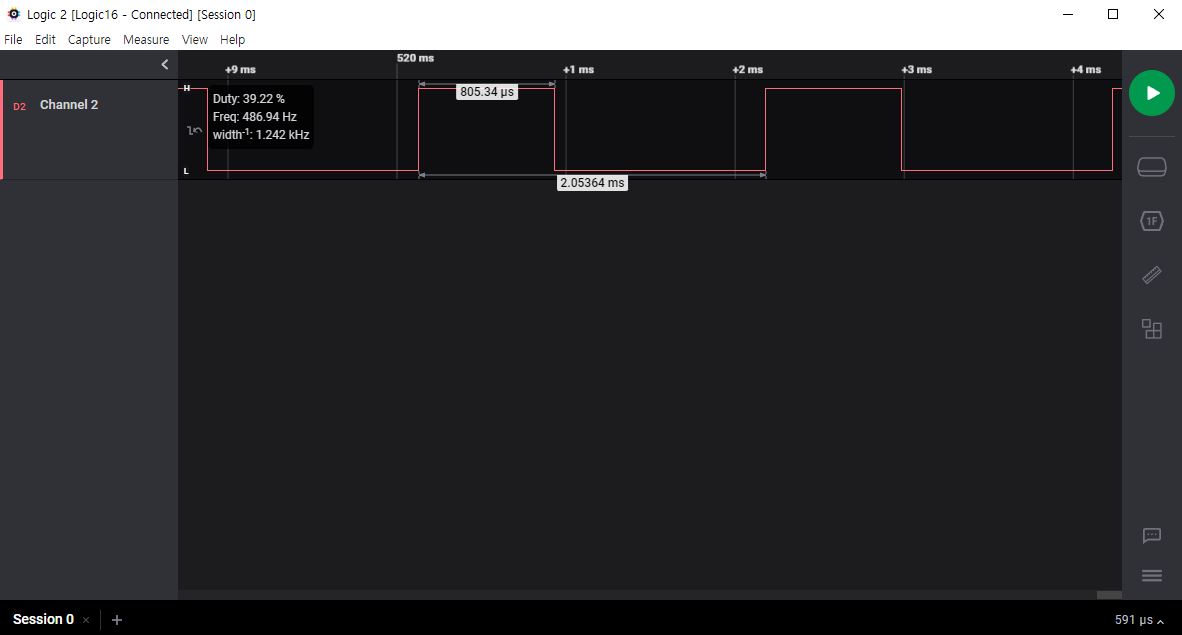 Logic 2 [Logic16 - Connected] [Session 0]
File Edit Capture Measure View Help
520 ms
+9 ms +1 ms +2 ms +3 ms +4 ms
D2 Channel 2
H
L
Duty: 39.22 %
Freq: 486.94 Hz
width-1: 1.242 kHz
805.34 µs
2.05364 ms
1F
Session 0
591 µs